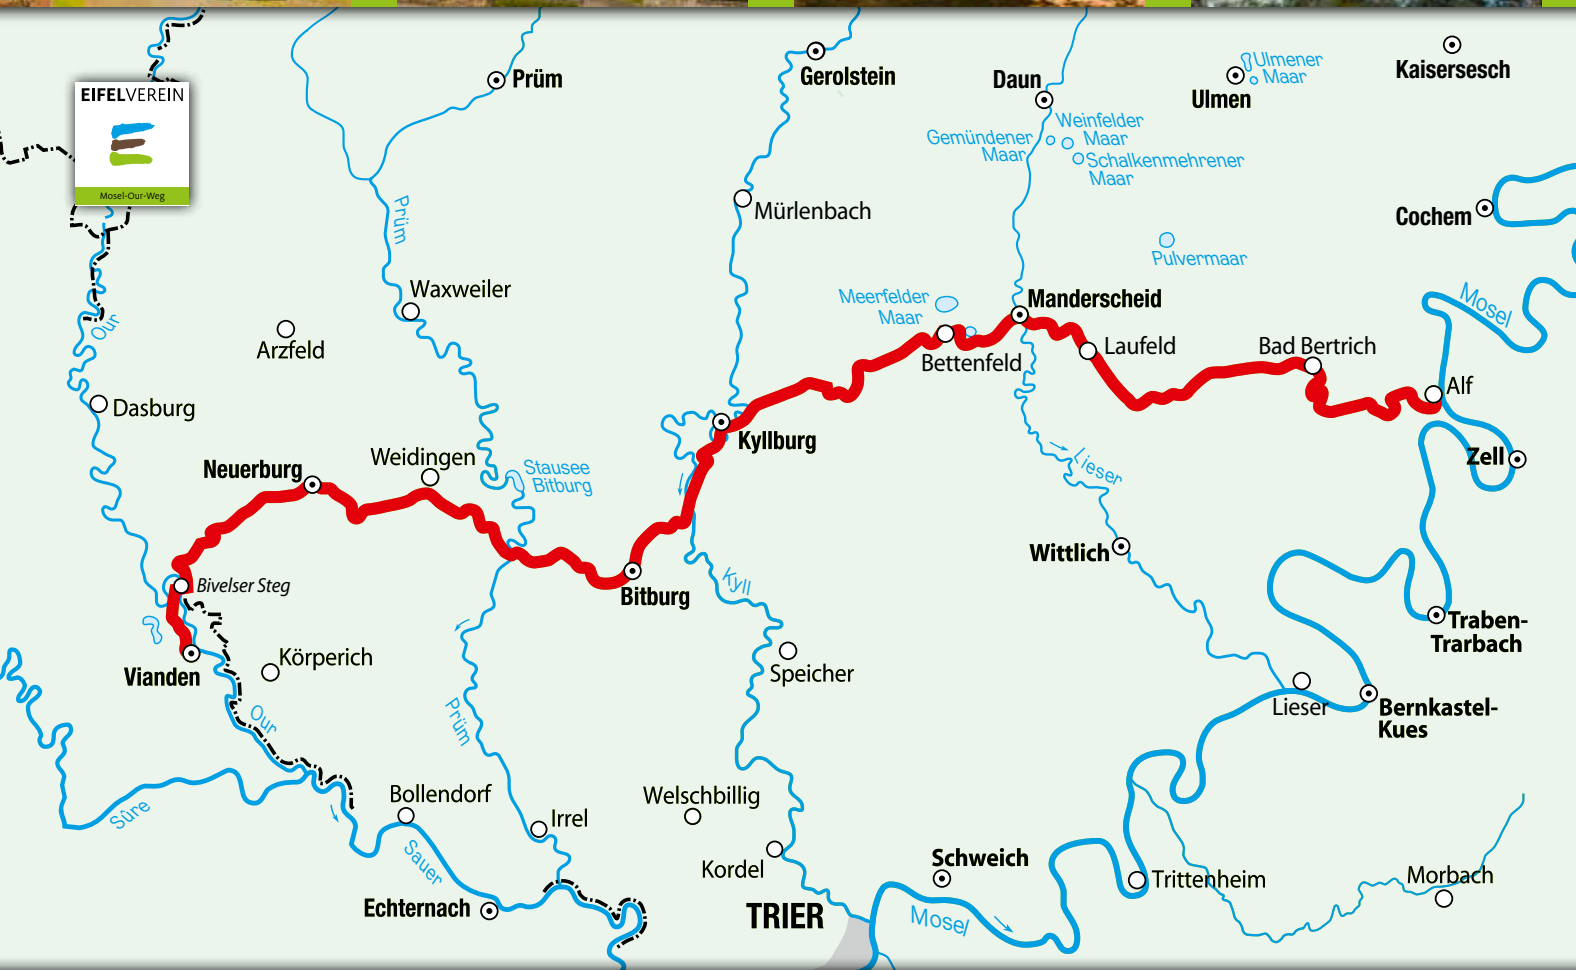 EIFELVEREIN
Mosel-Our-Weg
Prüm
Gerolstein
Daun
Ulmener
Maar
Ulmen
Kaisersesch
Weinfelder
Maar
Gemündener
Maar
Schalkenmehrener
Maar
Prüm
Mürlenbach
Cochem
Pulvermaar
Our
Waxweiler
Arzfeld
Meerfelder
Maar
Manderscheid
Mosel
Bettenfeld
Laufeld
Bad Bertrich
Alf
Dasburg
Kyllburg
Neuerburg
Weidingen
Stausee
Bitburg
Lieser
Zell
Wittlich
Bivelser Steg
Bitburg
Kyll
Traben-
Trarbach
Vianden
Körperich
Speicher
Lieser
Bernkastel-
Kues
Our
Prüm
Sûre
Bollendorf
Irrel
Welschbillig
Sauer
Kordel
Schweich
Trittenheim
Morbach
Echternach
TRIER
Mosel